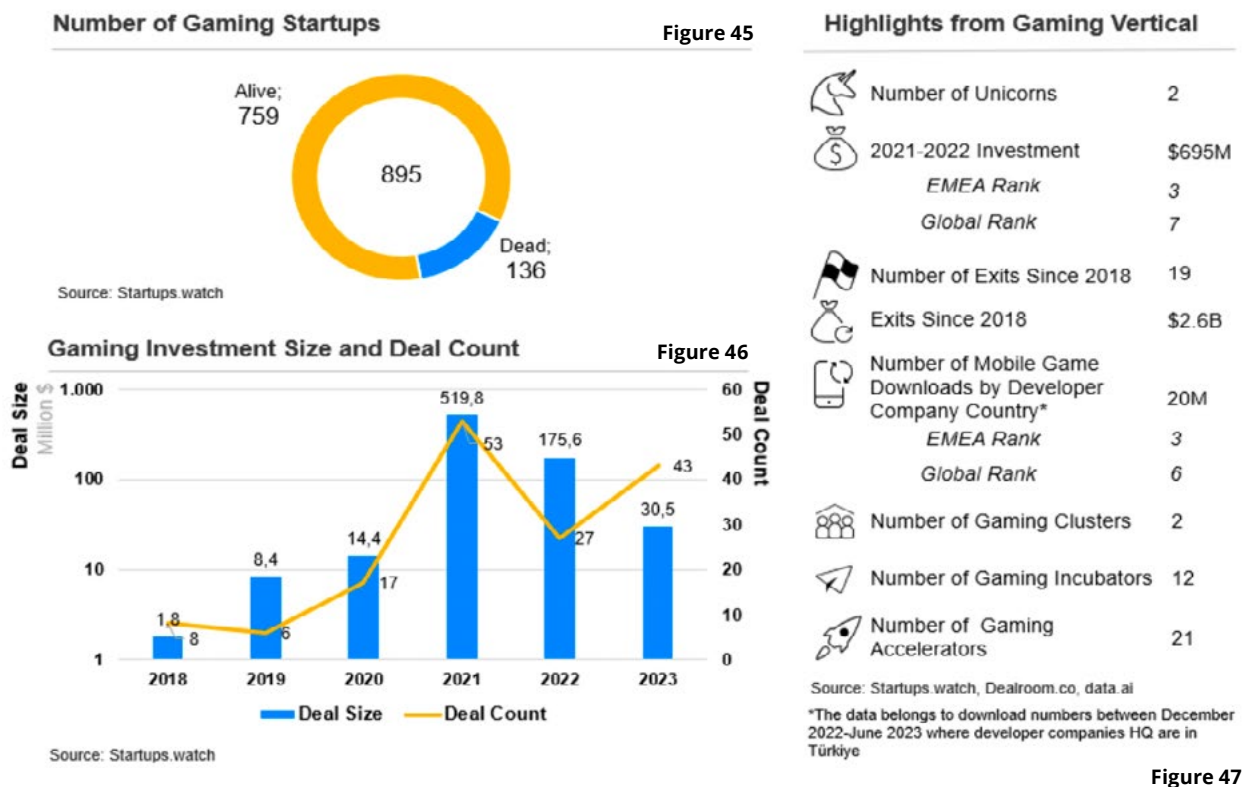 Number of Gaming Startups
Figure 45
Alive;
759
895
Dead;
136
Source: Startups.watch
Gaming Investment Size and Deal Count
Figure 46
Deal Size
Million $
1.000
100
10
1
519,8
175,6
30,5
14,4
8,4
1,8
8
6
17
53
27
43
60
50
40
30
20
10
0
Deal Count
2018 2019 2020 2021 2022 2023
Deal Size Deal Count
Source: Startups.watch
Highlights from Gaming Vertical
Number of Unicorns 2
2021-2022 Investment $695M
EMEA Rank 3
Global Rank 7
Number of Exits Since 2018 19
Exits Since 2018 $2.6B
Number of Mobile Game
Downloads by Developer
Company Country* 20M
EMEA Rank 3
Global Rank 6
Number of Gaming Clusters 2
Number of Gaming Incubators 12
Number of Gaming
Accelerators 21
Source: Startups.watch, Dealroom.co, data.ai
*The data belongs to download numbers between December
2022-June 2023 where developer companies HQ are in
Türkiye
Figure 47